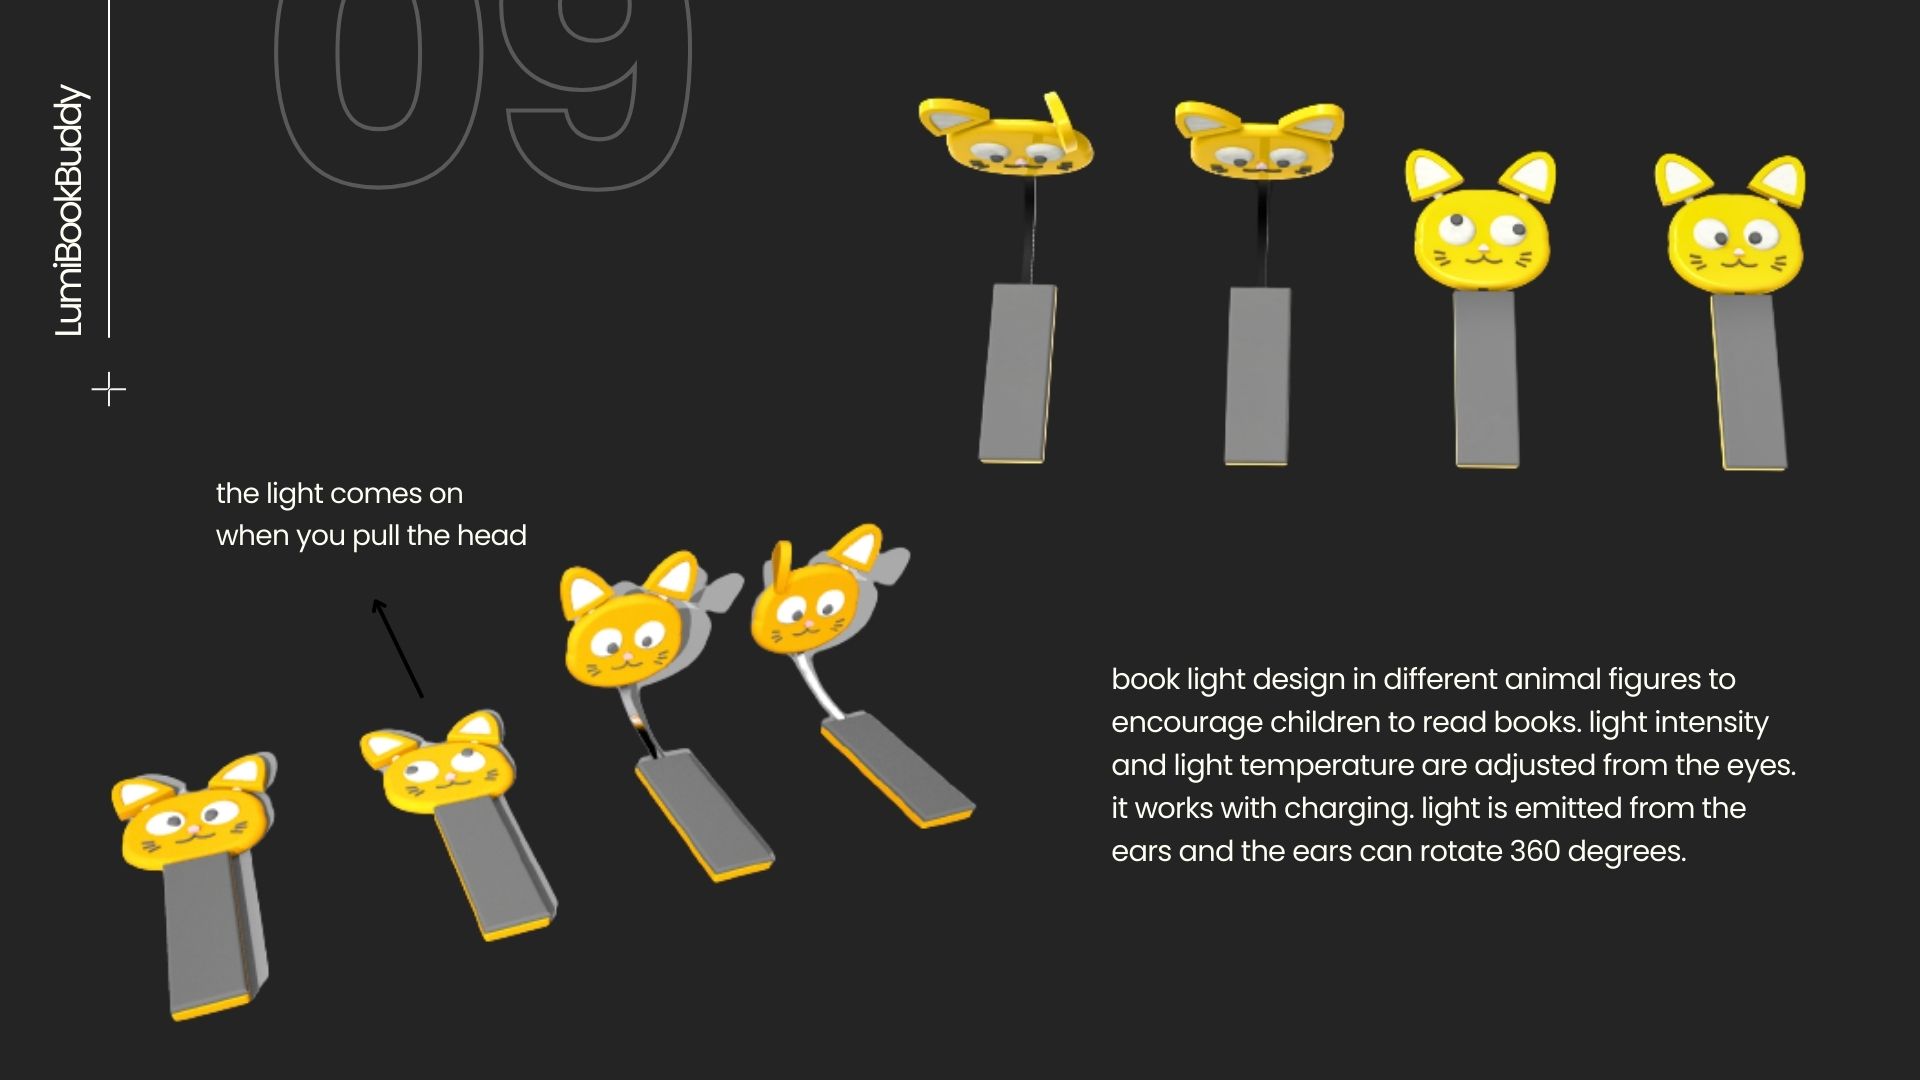 09
LumiBookBuddy
the light comes on
when you pull the head
book light design in different animal figures to
encourage children to read books. light intensity
and light temperature are adjusted from the eyes.
it works with charging. light is emitted from the
ears and the ears can rotate 360 degrees.